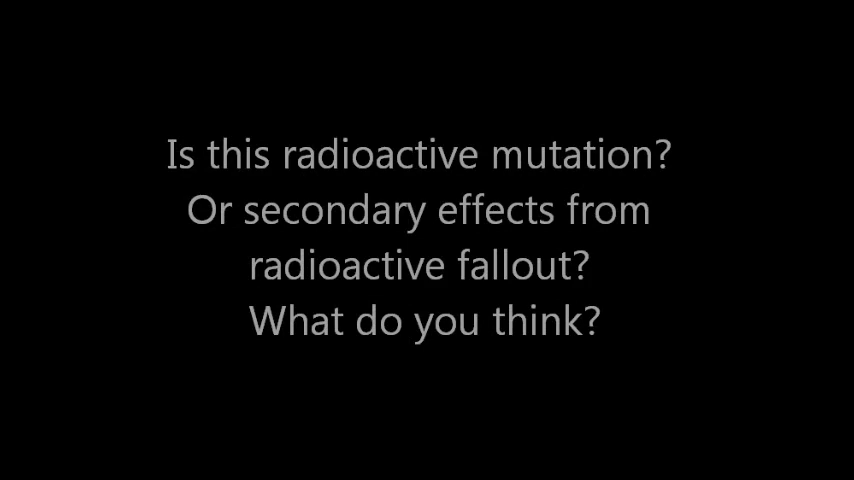 Is this radioactive mutation?
Or secondary effects from
radioactive fallout?
What do you think?